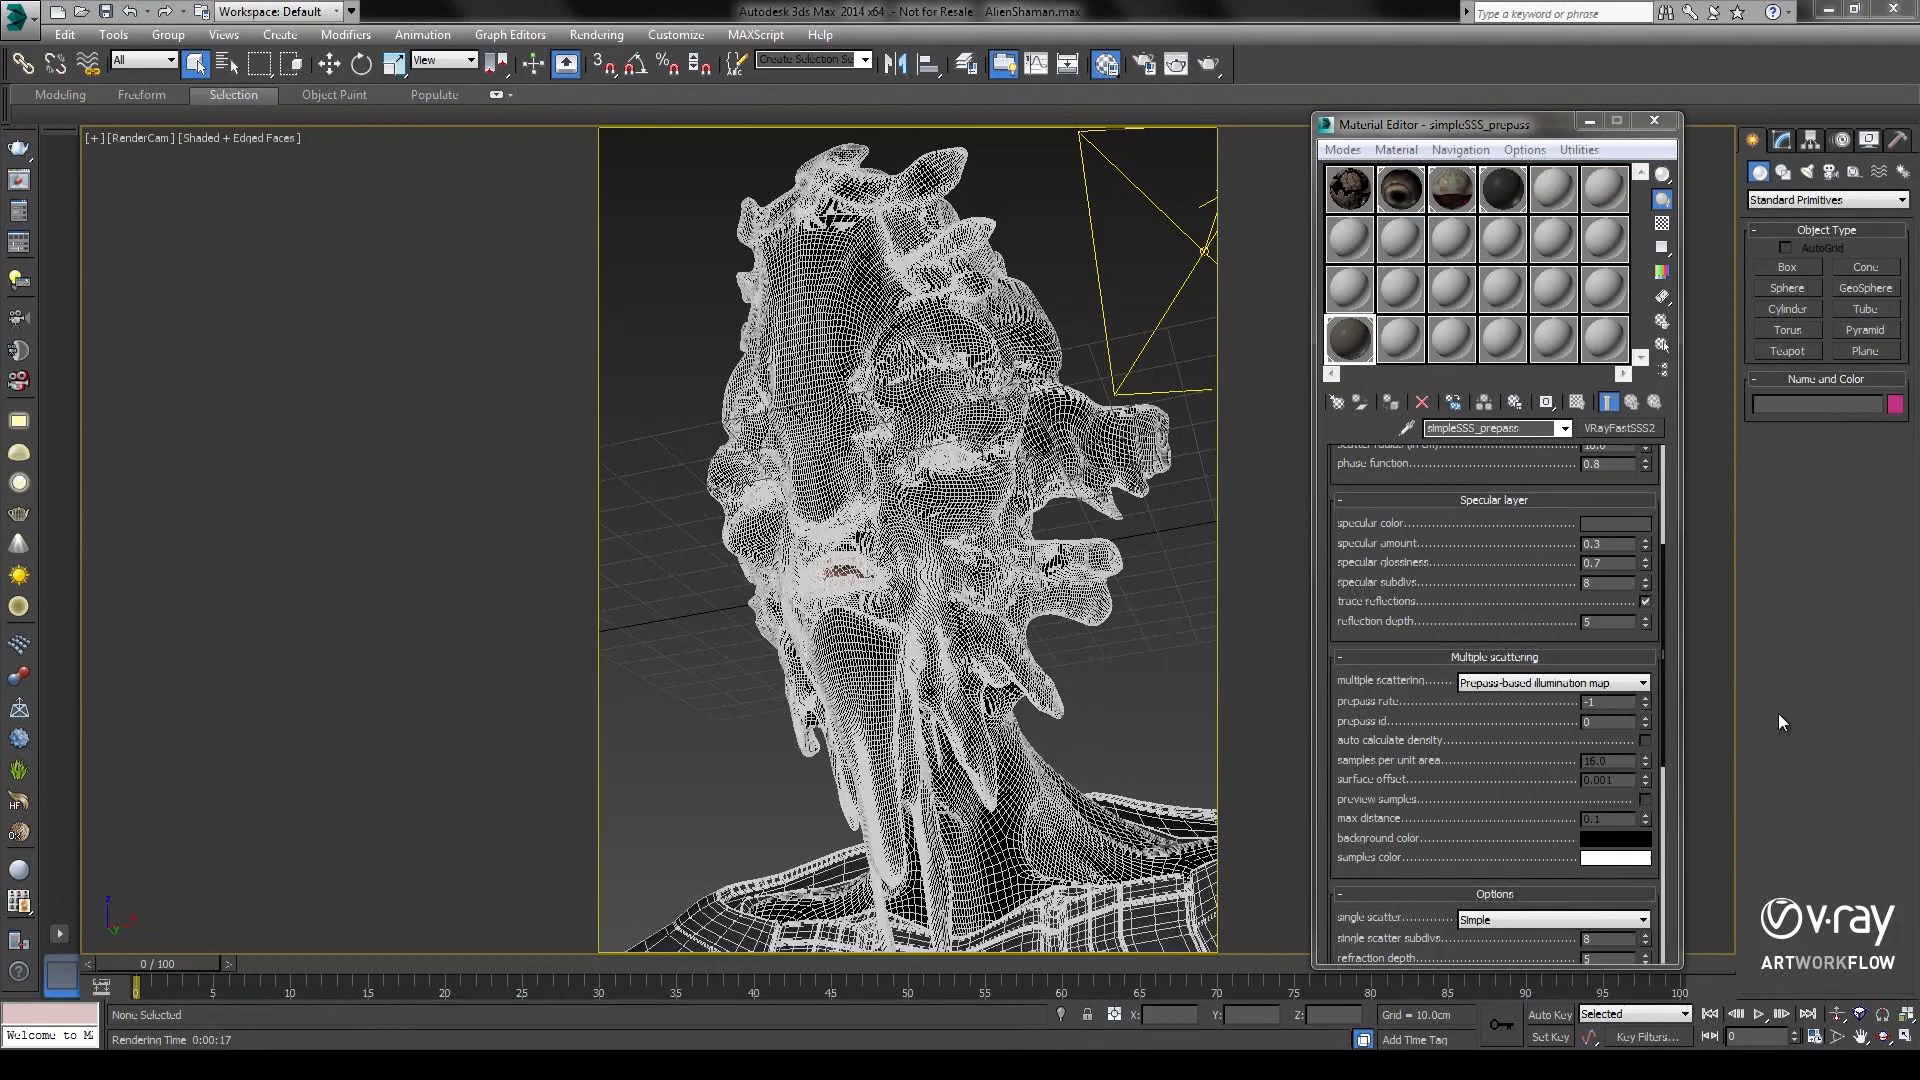 Workspace: Default
Autodesk 3ds Max 2014 x64 - Not for Resale AlienShaman.max
Type a keyword or phrase
Edit Tools Group Views Create Modifiers Animation Graph Editors Rendering Customize MAXScript Help
All
View
Create Selection Se
Modeling Freeform Selection Object Paint Populate
[+] [RenderCam] [Shaded + Edged Faces]
Material Editor - simpleSSS_prepass
Modes Material Navigation Options Utilities
simpleSSS_prepass
VRayFastSSS2
phase function 0.8
Specular layer
specular color
specular amount 0.3
specular glossiness 0.7
specular subdivs 8
trace reflections
reflection depth 5
Multiple scattering
multiple scattering Prepass-based illumination map
prepass rate -1
prepass id 0
auto calculate density
samples per unit area 16.0
surface offset 0.001
preview samples
max distance 0.1
background color
samples color
Options
single scatter Simple
single scatter subdivs 8
refraction depth 5
Standard Primitives
Object Type
AutoGrid
Box Cone
Sphere GeoSphere
Cylinder Tube
Torus Pyramid
Teapot Plane
Name and Color
v-ray
ARTWORKFLOW
0 / 100
0 5 10 15 20 25 30 35 40 45 50 55 60 65 70 75 80 85 90 95 100
None Selected
X: Y: Z: Grid = 10.0cm
Auto Key Selected
Welcome to M
Rendering Time 0:00:17
Add Time Tag
Set Key Key Filters...
0